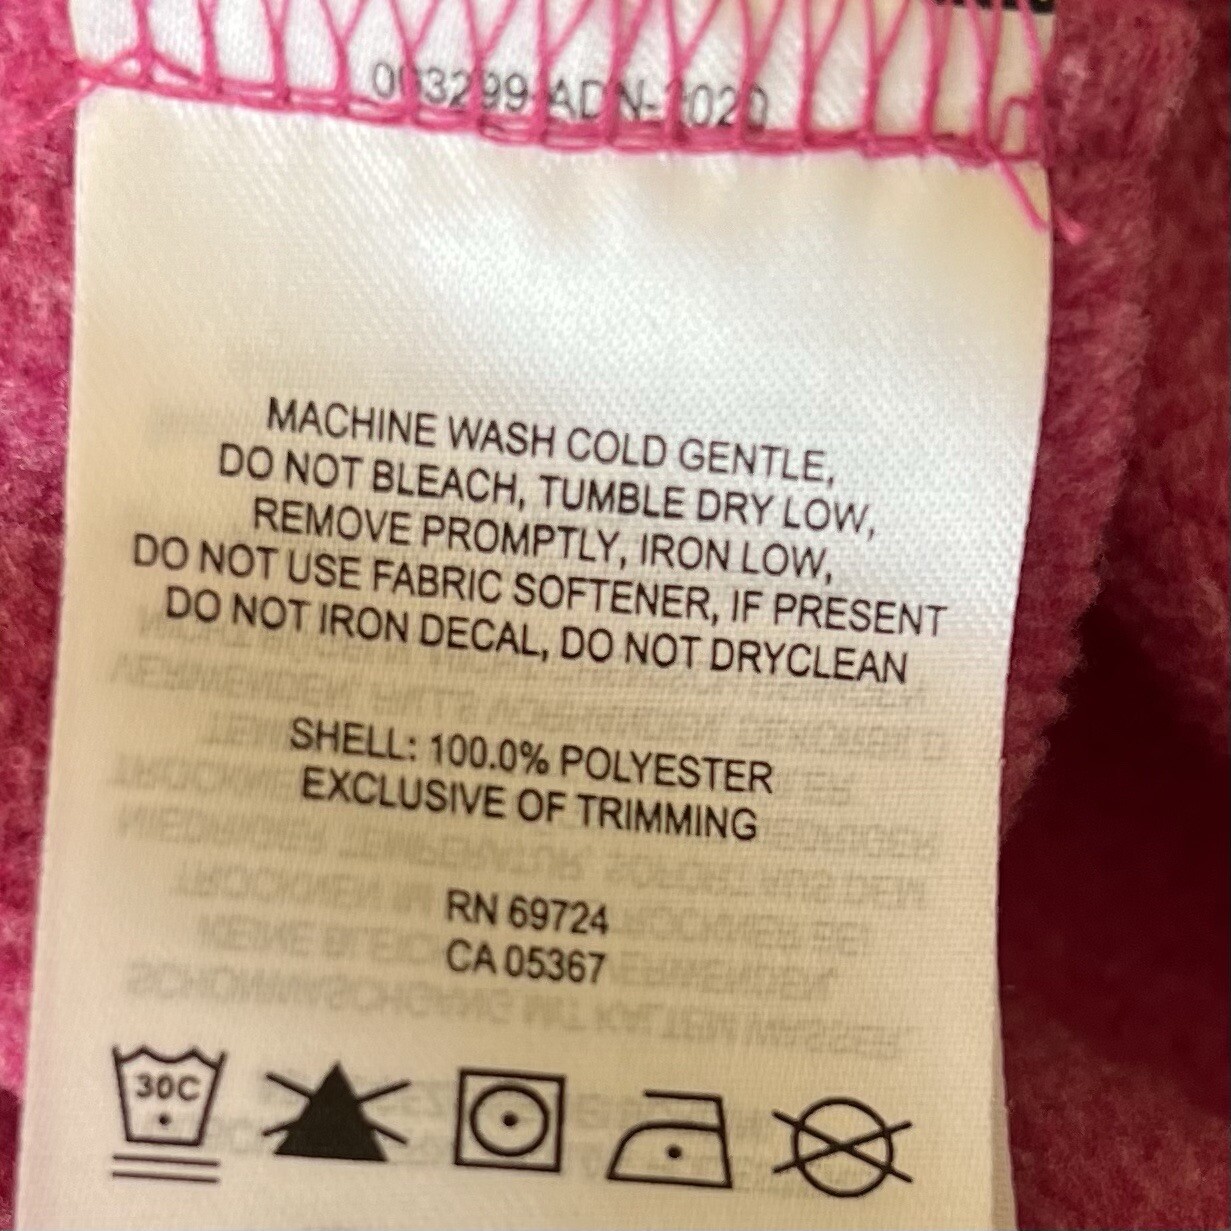 MACHINE WASH COLD GENTLE,
DO NOT BLEACH, TUMBLE DRY LOW,
REMOVE PROMPTLY, IRON LOW,
DO NOT USE FABRIC SOFTENER, IF PRESENT
DO NOT IRON DECAL, DO NOT DRYCLEAN
SHELL: 100.0% POLYESTER
EXCLUSIVE OF TRIMMING
RN 69724
CA 05367
30C